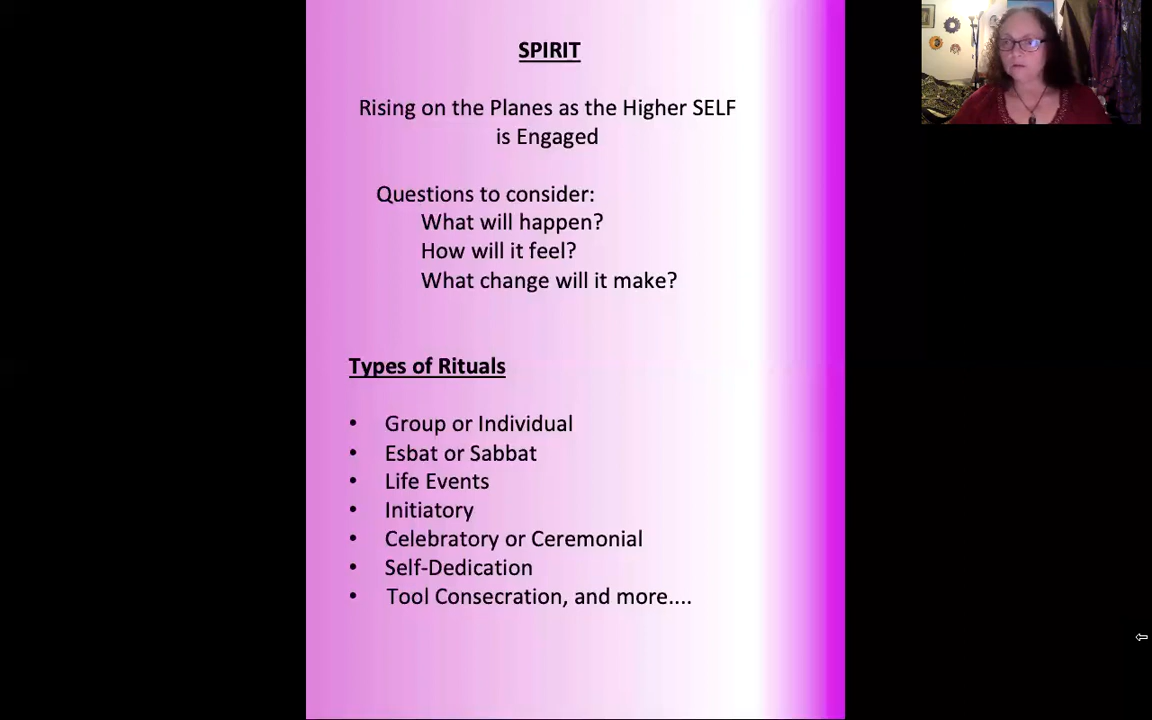 SPIRIT
Rising on the Planes as the Higher SELF
is Engaged
Questions to consider:
What will happen?
How will it feel?
What change will it make?
Types of Rituals
• Group or Individual
• Esbat or Sabbat
• Life Events
• Initiatory
• Celebratory or Ceremonial
• Self-Dedication
• Tool Consecration, and more....